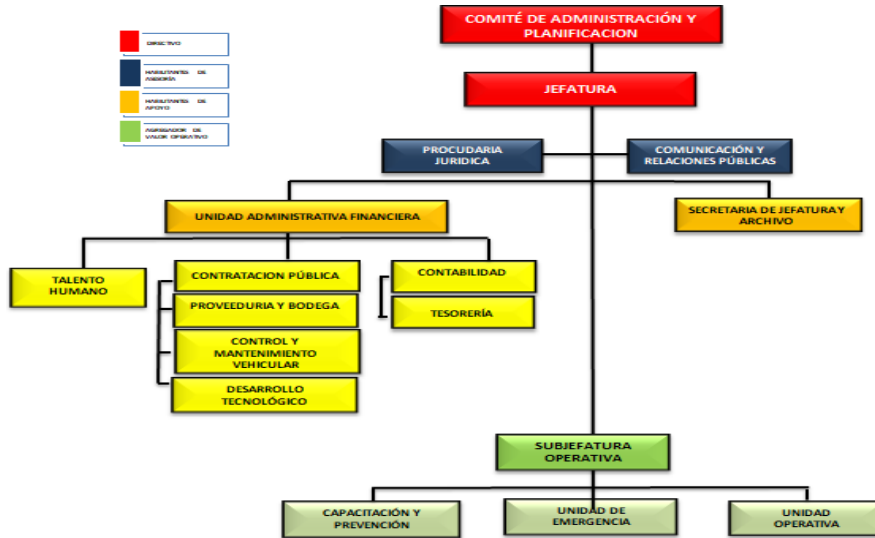 COMITÉ DE ADMINISTRACIÓN Y
PLANIFICACION
DIRECTIVO
HABILITANTES DE
ASESORÍA
HABILITANTES DE
APOYO
AGREGADOR DE
VALOR OPERATIVO
JEFATURA
PROCUDARIA
JURIDICA
COMUNICACIÓN Y
RELACIONES PÚBLICAS
UNIDAD ADMINISTRATIVA FINANCIERA
SECRETARIA DE JEFATURA Y
ARCHIVO
TALENTO
HUMANO
CONTRATACION PÚBLICA
PROVEEDURIA Y BODEGA
CONTROL Y
MANTENIMIENTO
VEHICULAR
DESARROLLO
TECNOLÓGICO
CONTABILIDAD
TESORERÍA
SUBJEFATURA
OPERATIVA
CAPACITACIÓN Y
PREVENCIÓN
UNIDAD DE
EMERGENCIA
UNIDAD
OPERATIVA